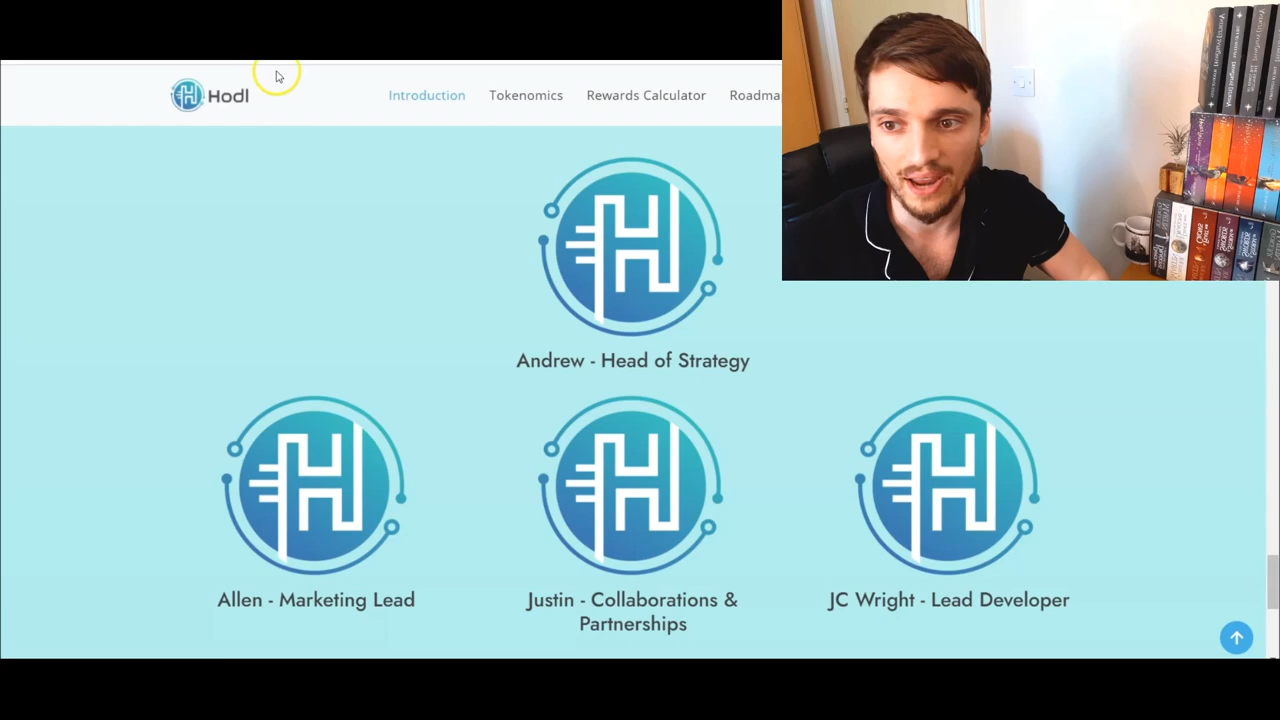 Hodl
Introduction Tokenomics Rewards Calculator Roadma
Andrew - Head of Strategy
Allen - Marketing Lead
Justin - Collaborations &
Partnerships
JC Wright - Lead Developer